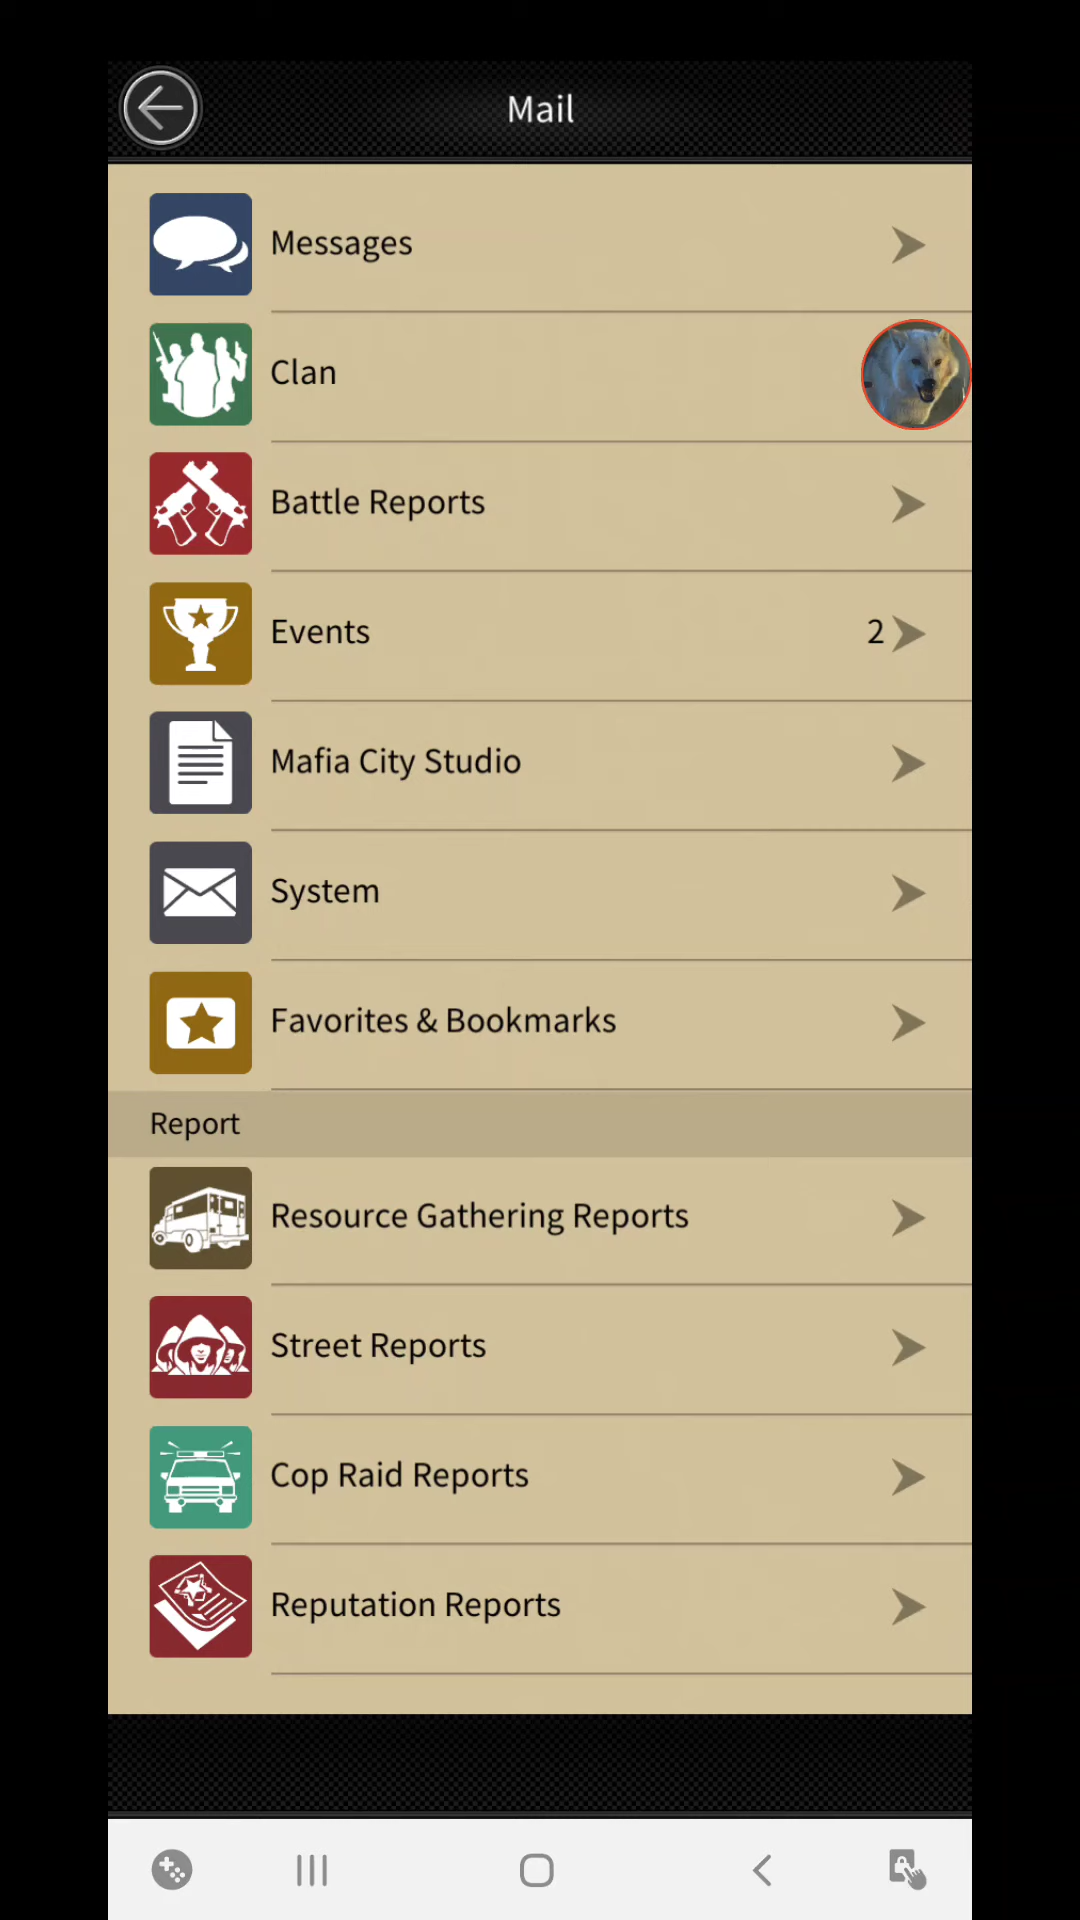 Mail
Messages
Clan
Battle Reports
Events
2
Mafia City Studio
System
Favorites & Bookmarks
Report
Resource Gathering Reports
Street Reports
Cop Raid Reports
Reputation Reports